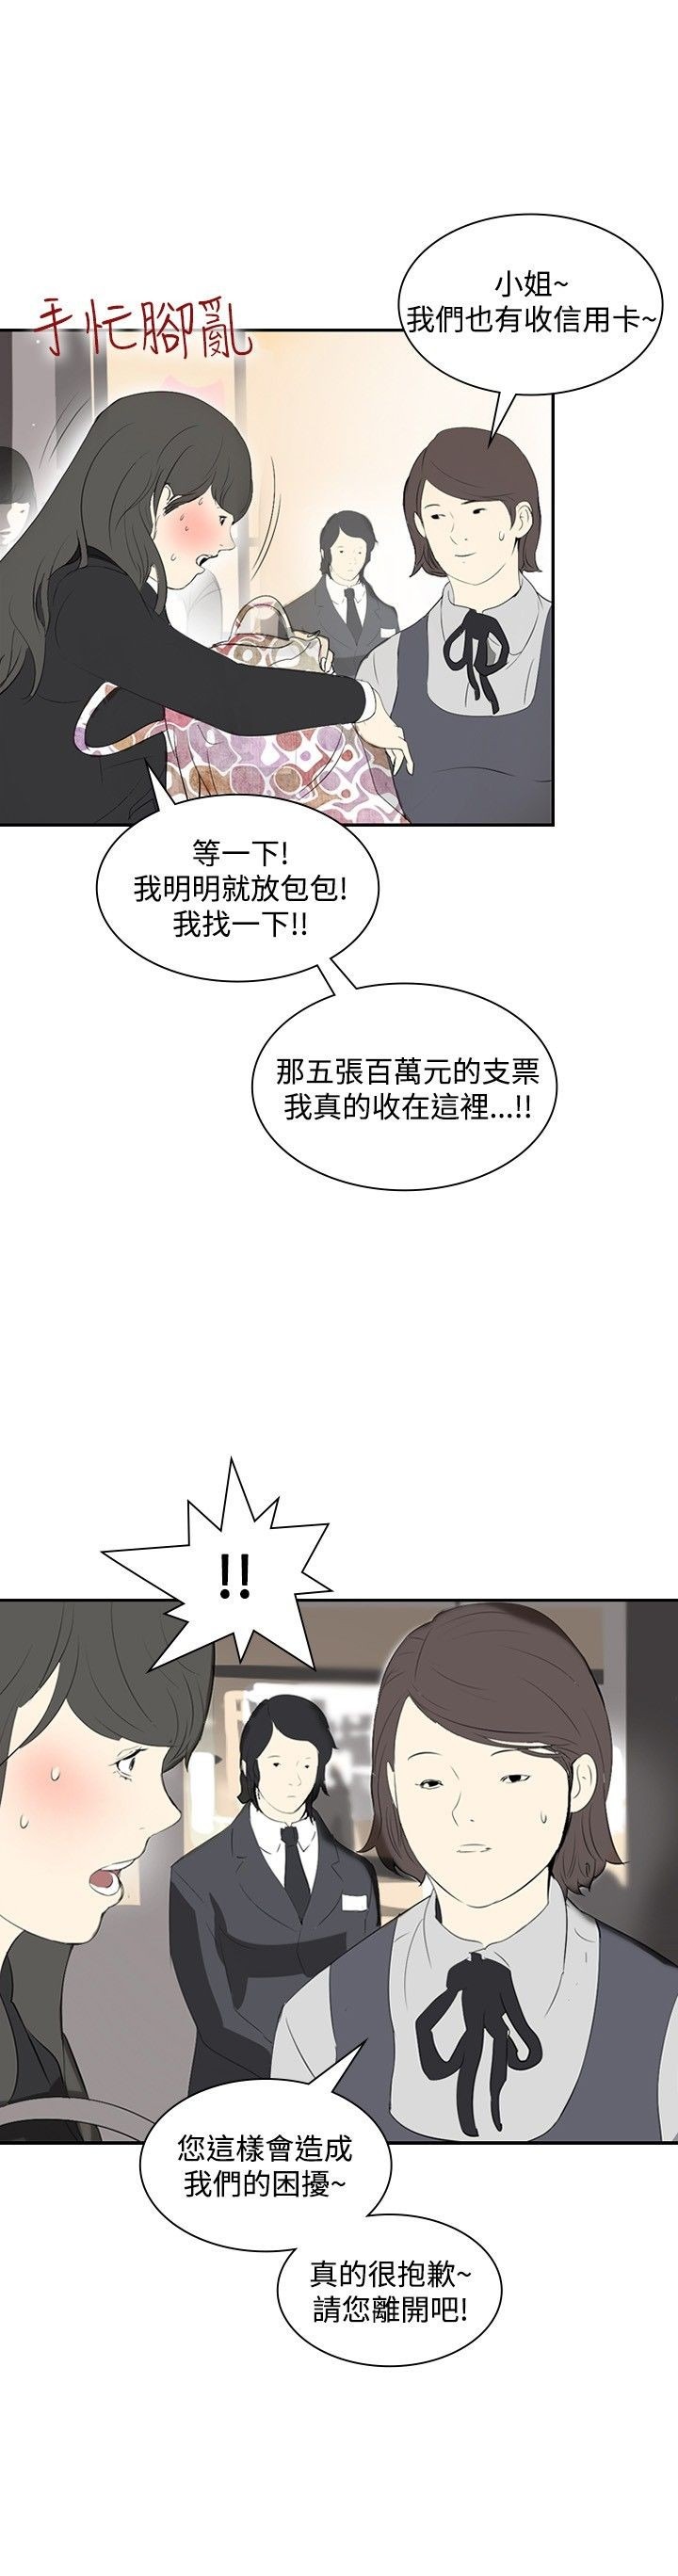 小姐~
我們也有收信用卡~
手忙腳亂
等一下!
我明明就放包包!
我找一下!!
那五張百萬元的支票
我真的收在這裡...!!
!!
您這樣會造成
我們的困擾~
真的很抱歉~
請您離開吧!